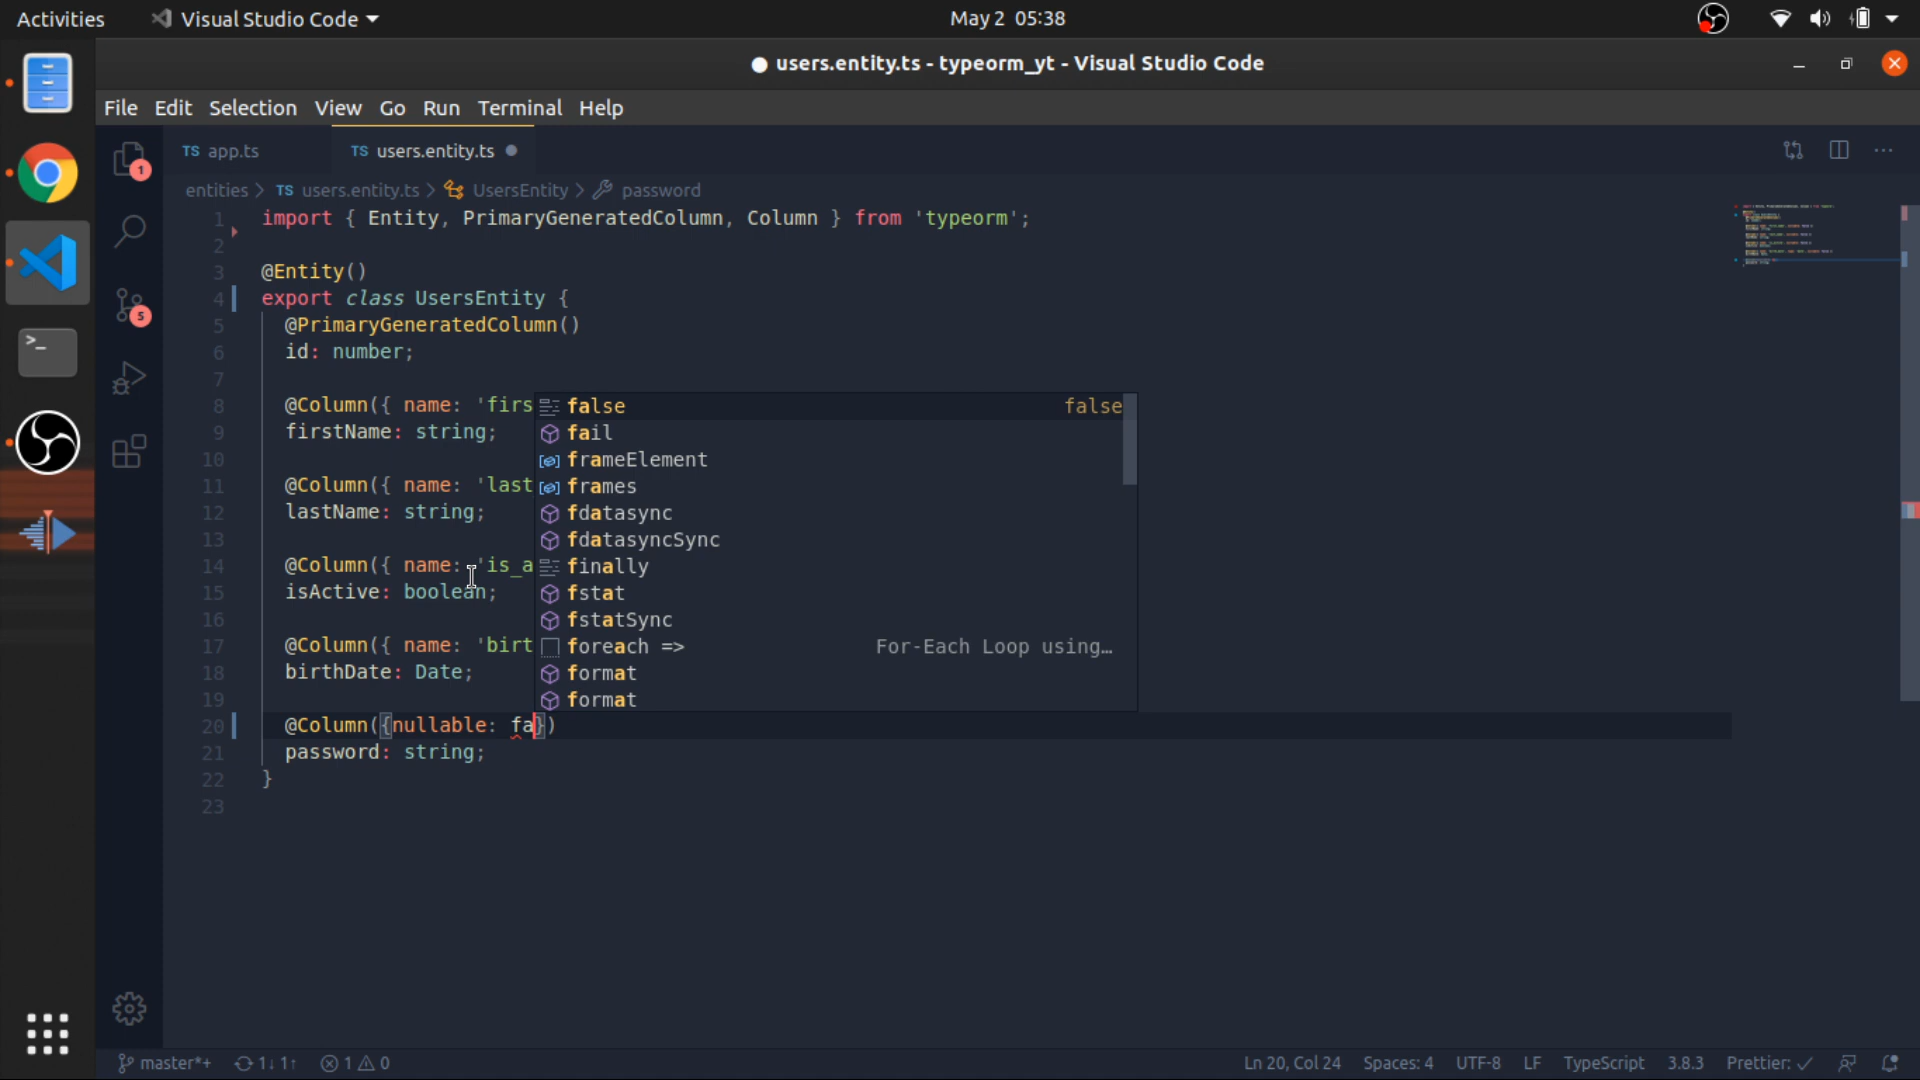 Activities Visual Studio Code May 2 05:38
users.entity.ts - typeorm_yt - Visual Studio Code
File Edit Selection View Go Run Terminal Help
1 TS app.ts TS users.entity.ts
entities > TS users.entity.ts > UsersEntity > password
1 import { Entity, PrimaryGeneratedColumn, Column } from 'typeorm';
2
3 @Entity()
4 export class UsersEntity {
5 @PrimaryGeneratedColumn()
6 id: number;
7
8 @Column({ name: 'firs
9 firstName: string;
10
11 @Column({ name: 'last
12 lastName: string;
13
14 @Column({ name: 'is_a
15 isActive: boolean;
16
17 @Column({ name: 'birt
18 birthDate: Date;
19
20 @Column({nullable: fa})
21 password: string;
22 }
23
false false
fail
frameElement
frames
fdatasync
fdatasyncSync
finally
fstat
fstatSync
foreach => For-Each Loop using…
format
format
5
master*+ 1↓ 1↑ 1 0 Ln 20, Col 24 Spaces: 4 UTF-8 LF TypeScript 3.8.3 Prettier: ✓